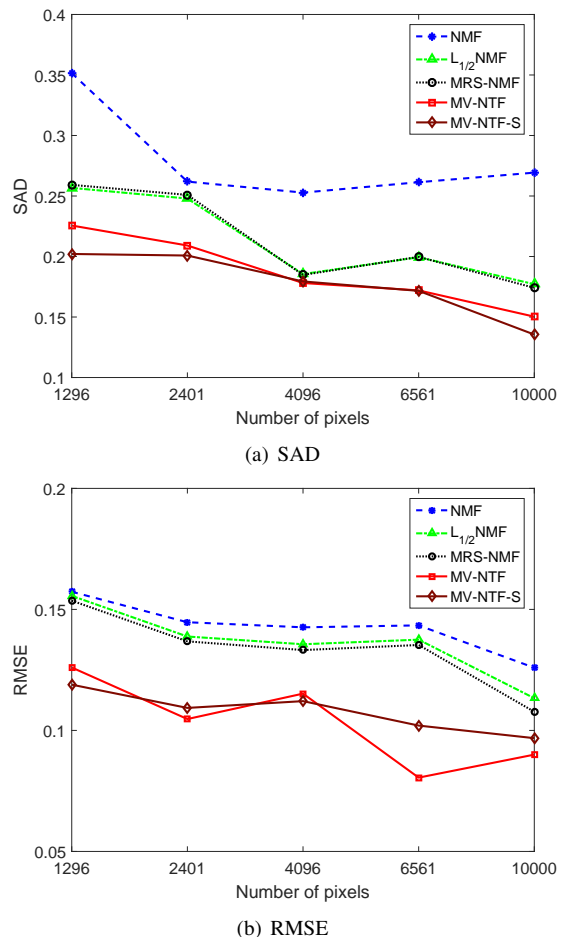 0.4
0.35
0.3
0.25
0.2
0.15
0.1
SAD
NMF
L1/2NMF
MRS-NMF
MV-NTF
MV-NTF-S
1296 2401 4096 6561 10000
Number of pixels
(a) SAD
0.2
0.15
0.1
0.05
RMSE
NMF
L1/2NMF
MRS-NMF
MV-NTF
MV-NTF-S
1296 2401 4096 6561 10000
Number of pixels
(b) RMSE